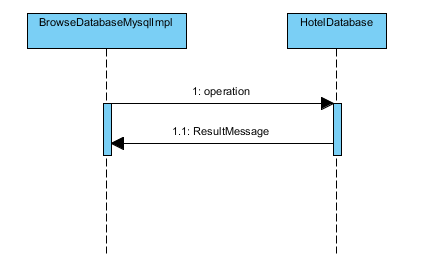 BrowseDatabaseMysqlImpl
HotelDatabase
1: operation
1.1: ResultMessage